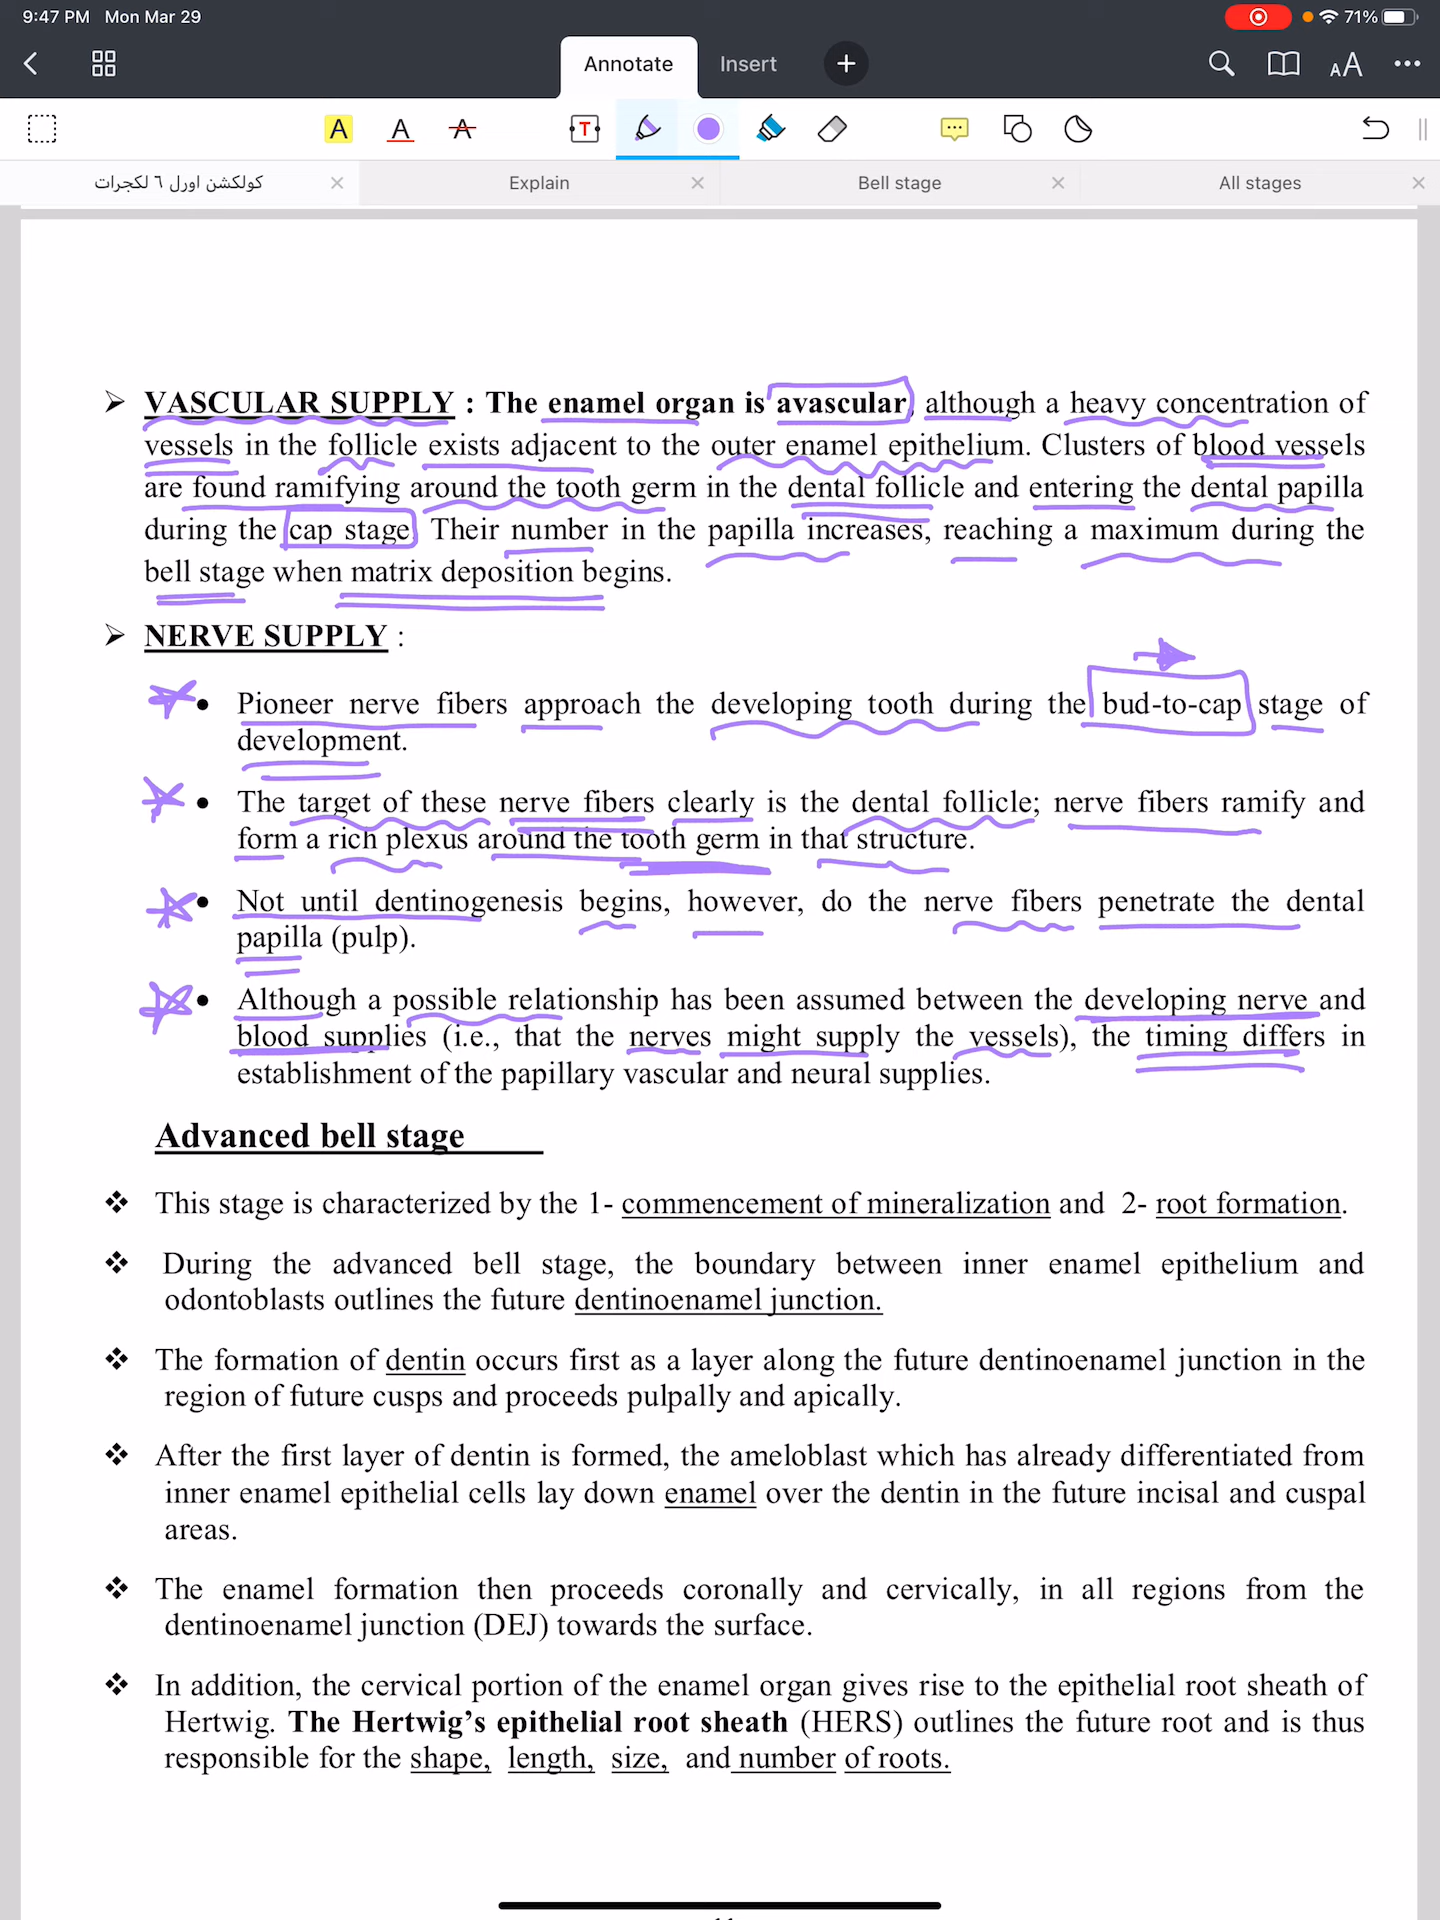 9:47 PM Mon Mar 29
71%
Annotate Insert
AA
A A A T
كولكشن اورل ٦ لكجرات Explain Bell stage All stages
➢ VASCULAR SUPPLY : The enamel organ is avascular, although a heavy concentration of
vessels in the follicle exists adjacent to the outer enamel epithelium. Clusters of blood vessels
are found ramifying around the tooth germ in the dental follicle and entering the dental papilla
during the cap stage. Their number in the papilla increases, reaching a maximum during the
bell stage when matrix deposition begins.
➢ NERVE SUPPLY :
• Pioneer nerve fibers approach the developing tooth during the bud-to-cap stage of
development.
• The target of these nerve fibers clearly is the dental follicle; nerve fibers ramify and
form a rich plexus around the tooth germ in that structure.
• Not until dentinogenesis begins, however, do the nerve fibers penetrate the dental
papilla (pulp).
• Although a possible relationship has been assumed between the developing nerve and
blood supplies (i.e., that the nerves might supply the vessels), the timing differs in
establishment of the papillary vascular and neural supplies.
Advanced bell stage
❖ This stage is characterized by the 1- commencement of mineralization and 2- root formation.
❖ During the advanced bell stage, the boundary between inner enamel epithelium and
odontoblasts outlines the future dentinoenamel junction.
❖ The formation of dentin occurs first as a layer along the future dentinoenamel junction in the
region of future cusps and proceeds pulpally and apically.
❖ After the first layer of dentin is formed, the ameloblast which has already differentiated from
inner enamel epithelial cells lay down enamel over the dentin in the future incisal and cuspal
areas.
❖ The enamel formation then proceeds coronally and cervically, in all regions from the
dentinoenamel junction (DEJ) towards the surface.
❖ In addition, the cervical portion of the enamel organ gives rise to the epithelial root sheath of
Hertwig. The Hertwig’s epithelial root sheath (HERS) outlines the future root and is thus
responsible for the shape, length, size, and number of roots.